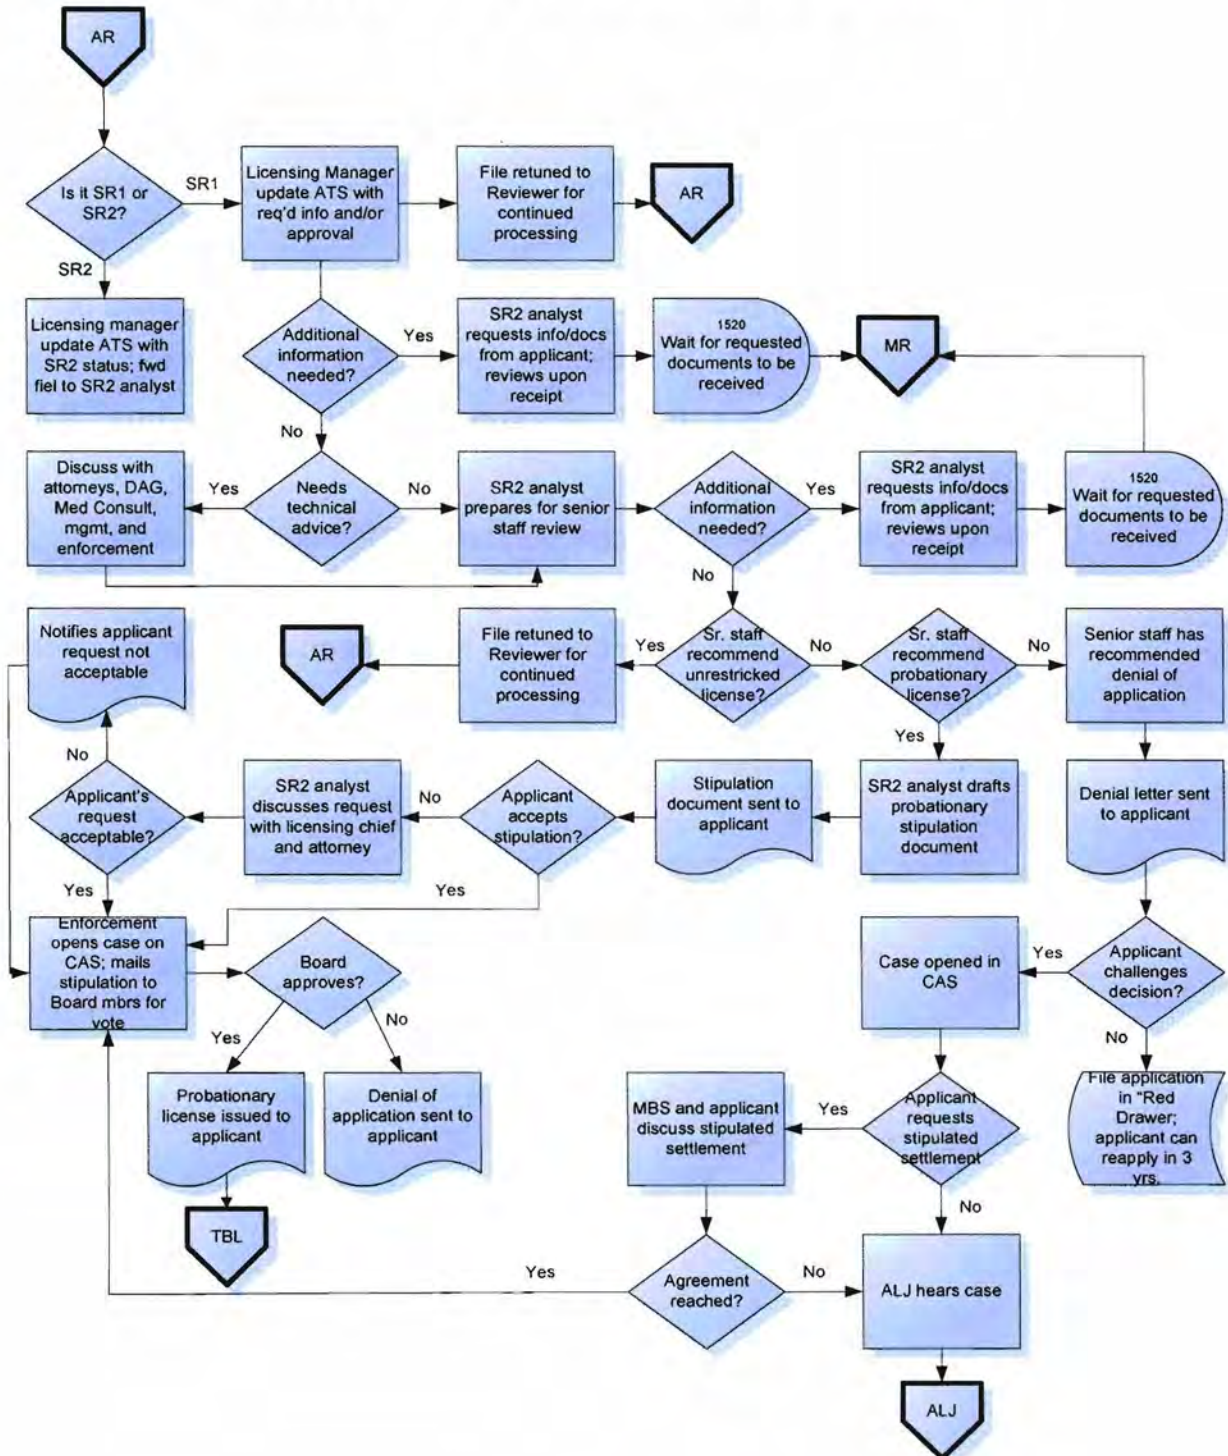 AR
Is it SR1 or
SR2?
SR1
SR2
Licensing Manager
update ATS with
req'd info and/or
approval
File retuned to
Reviewer for
continued
processing
AR
Licensing manager
update ATS with
SR2 status; fwd
fiel to SR2 analyst
Additional
information
needed?
Yes
No
SR2 analyst
requests info/docs
from applicant;
reviews upon
receipt
1520
Wait for requested
documents to be
received
MR
Discuss with
attorneys, DAG,
Med Consult,
mgmt, and
enforcement
Yes
Needs
technical
advice?
No
SR2 analyst
prepares for senior
staff review
Additional
information
needed?
Yes
No
SR2 analyst
requests info/docs
from applicant;
reviews upon
receipt
1520
Wait for requested
documents to be
received
Notifies applicant
request not
acceptable
AR
File retuned to
Reviewer for
continued
processing
Yes
Sr. staff
recommend
unrestricked
license?
No
Sr. staff
recommend
probationary
license?
No
Yes
Senior staff has
recommended
denial of
application
No
Applicant's
request
acceptable?
Yes
SR2 analyst
discusses request
with licensing chief
and attorney
No
Applicant
accepts
stipulation?
Yes
Stipulation
document sent to
applicant
SR2 analyst drafts
probationary
stipulation
document
Denial letter sent
to applicant
Enforcement
opens case on
CAS; mails
stipulation to
Board mbrs for
vote
Board
approves?
Yes
No
Case opened in
CAS
Yes
Applicant
challenges
decision?
No
Probationary
license issued to
applicant
Denial of
application sent to
applicant
MBS and applicant
discuss stipulated
settlement
Yes
Applicant
requests
stipulated
settlement
No
File application
in "Red
Drawer;
applicant can
reapply in 3
yrs.
TBL
Yes
Agreement
reached?
No
ALJ hears case
ALJ